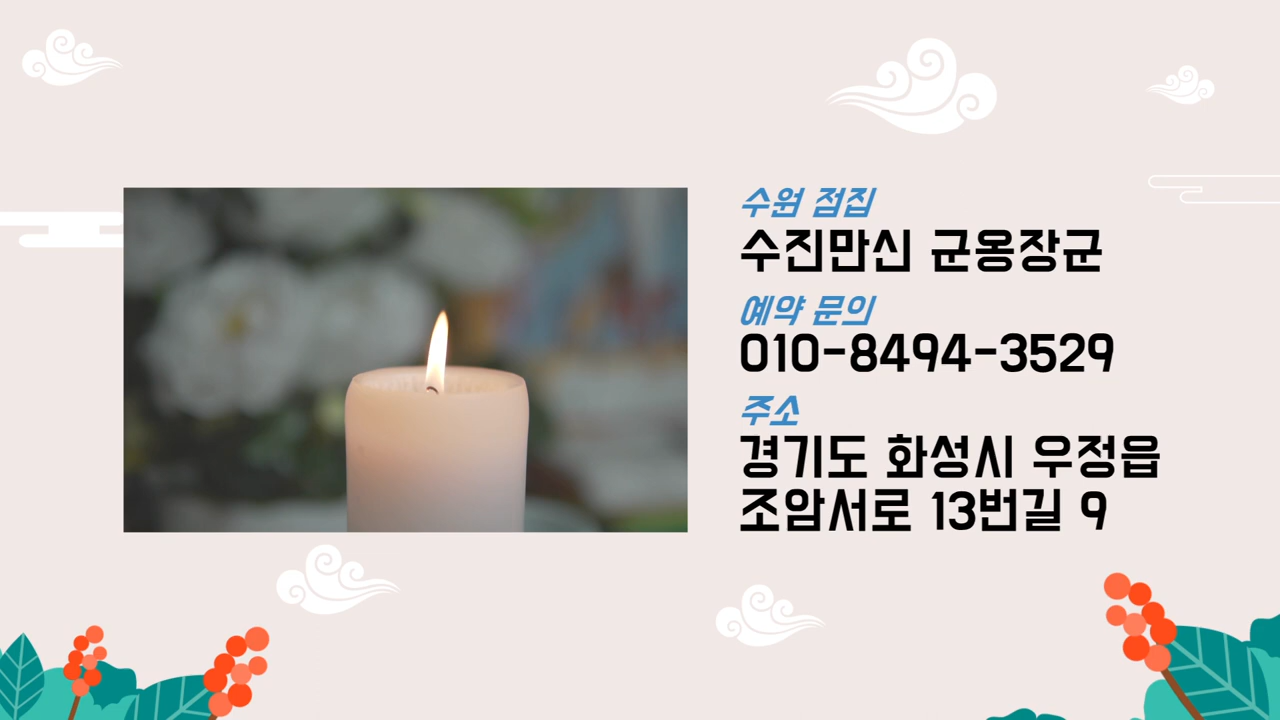 수원 점집
수진만신 군웅장군
예약 문의
010-8494-3529
주소
경기도 화성시 우정읍
조암서로 13번길 9